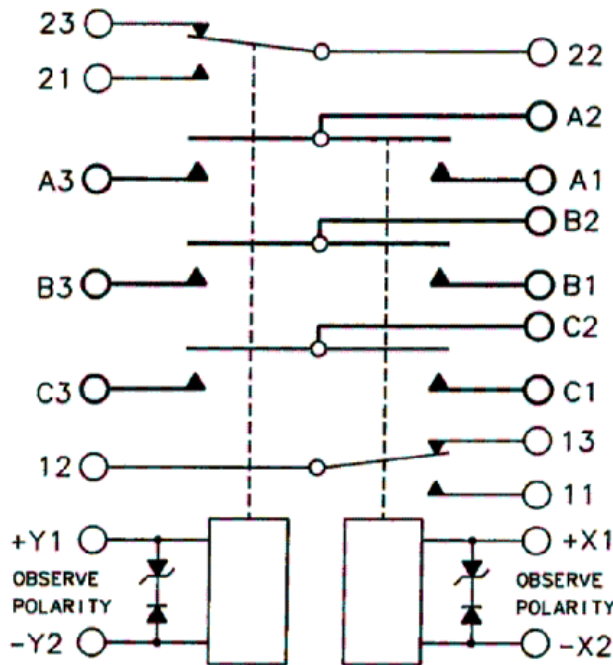 23
22
21
A2
A3
A1
B2
B3
B1
C2
C3
C1
13
12
11
+Y1
+X1
OBSERVE
POLARITY
OBSERVE
POLARITY
-Y2
-X2